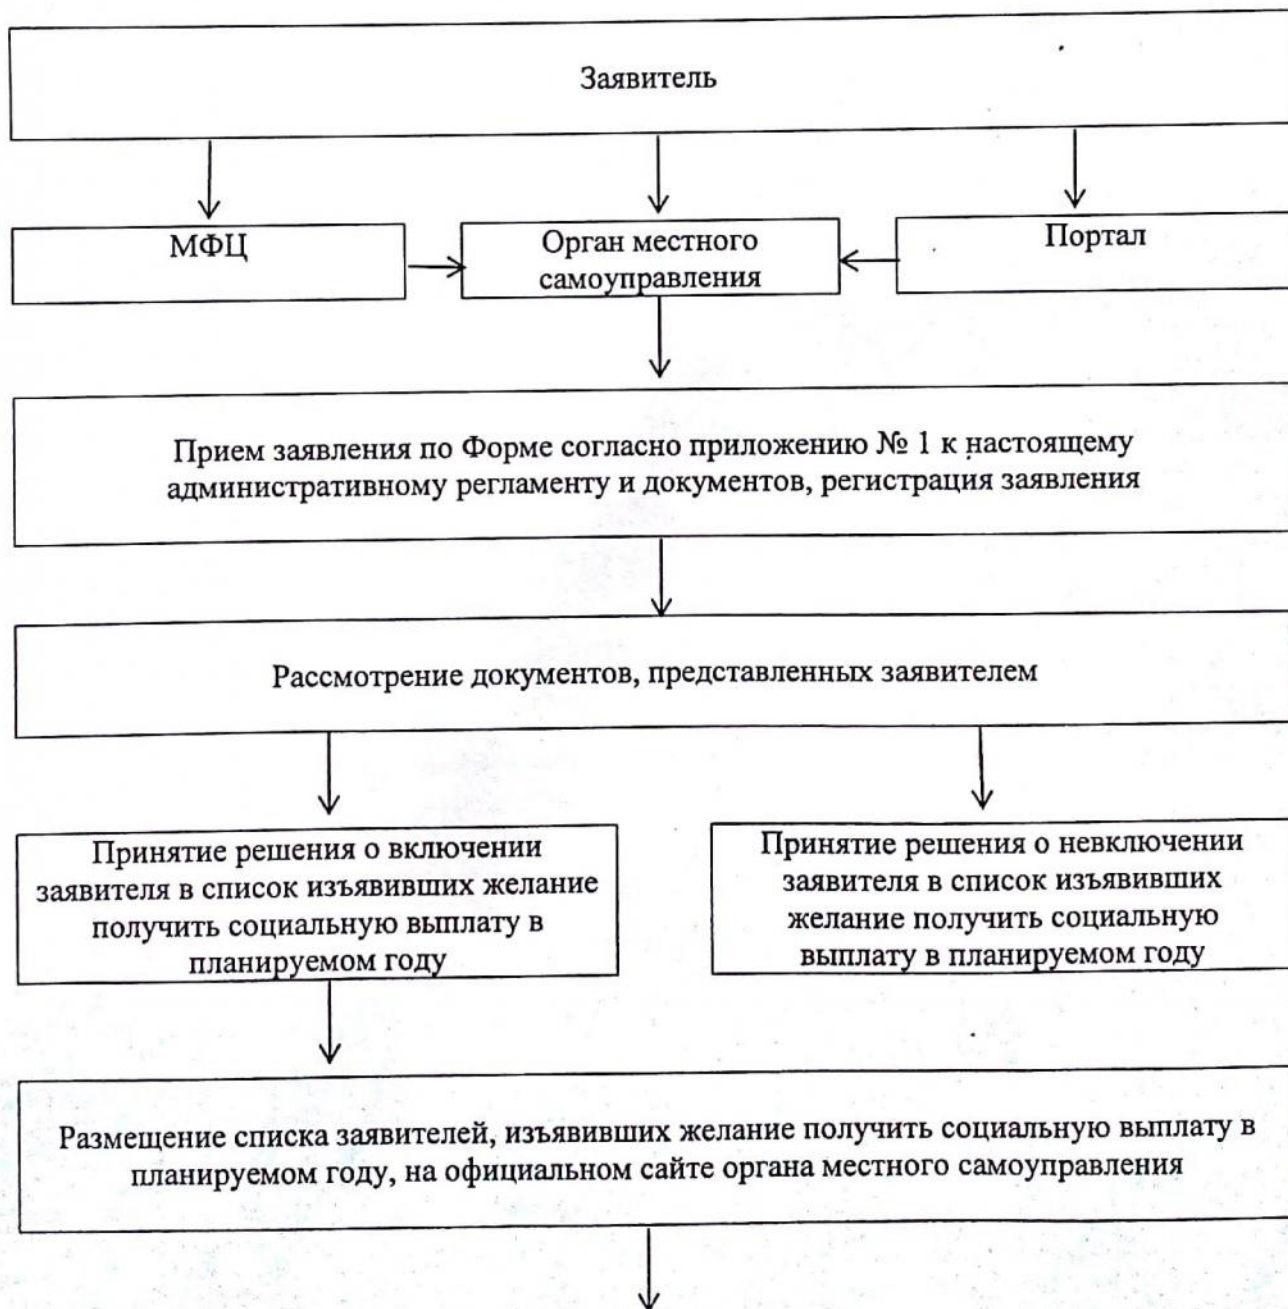 Заявитель
МФЦ
Орган местного
самоуправления
Портал
Прием заявления по Форме согласно приложению № 1 к настоящему
административному регламенту и документов, регистрация заявления
Рассмотрение документов, представленных заявителем
Принятие решения о включении
заявителя в список изъявивших желание
получить социальную выплату в
планируемом году
Принятие решения о невключении
заявителя в список изъявивших
желание получить социальную
выплату в планируемом году
Размещение списка заявителей, изъявивших желание получить социальную выплату в
планируемом году, на официальном сайте органа местного самоуправления